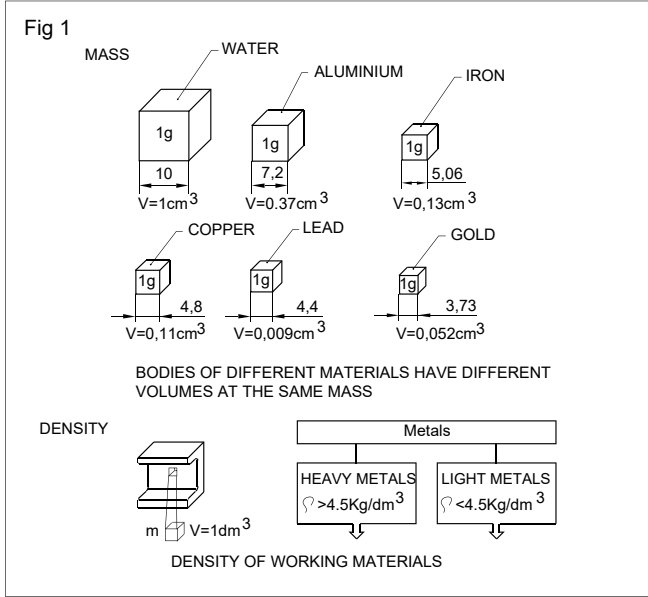 Fig 1
MASS
WATER
ALUMINIUM
IRON
1g
1g
1g
10
7,2
5,06
V=1cm³
V=0.37cm³
V=0,13cm³
COPPER
LEAD
GOLD
1g
1g
1g
4,8
4,4
3,73
V=0,11cm³
V=0,009cm³
V=0,052cm³
BODIES OF DIFFERENT MATERIALS HAVE DIFFERENT
VOLUMES AT THE SAME MASS
DENSITY
Metals
HEAVY METALS
LIGHT METALS
ρ >4.5Kg/dm³
ρ <4.5Kg/dm³
m
V=1dm³
DENSITY OF WORKING MATERIALS